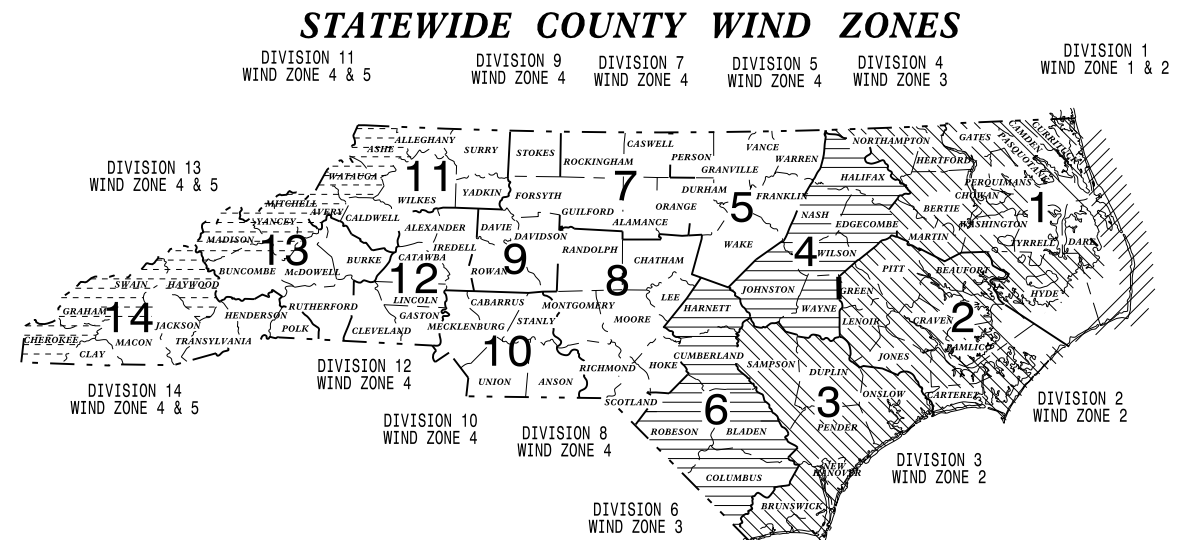 STATEWIDE COUNTY WIND ZONES
DIVISION 11
WIND ZONE 4 & 5
DIVISION 9
WIND ZONE 4
DIVISION 7
WIND ZONE 4
DIVISION 5
WIND ZONE 4
DIVISION 4
WIND ZONE 3
DIVISION 1
WIND ZONE 1 & 2
DIVISION 13
WIND ZONE 4 & 5
ALLEGHANY
ASHE
SURRY
STOKES
ROCKINGHAM
CASWELL
PERSON
VANCE
GRANVILLE
WARREN
NORTHAMPTON
GATES
CAMDEN
CURRITUCK
PASQUOTANK
HERTFORD
WATAUGA
11
WILKES
YADKIN
FORSYTH
7
GUILFORD
ALAMANCE
ORANGE
DURHAM
5
FRANKLIN
HALIFAX
PERQUIMANS
CHOWAN
BERTIE
1
MITCHELL
AVERY
YANCEY
CALDWELL
ALEXANDER
DAVIE
DAVIDSON
NASH
EDGECOMBE
WASHINGTON
MARTIN
TYRRELL
DARE
MADISON
13
BUNCOMBE
McDOWELL
BURKE
IREDELL
CATAWBA
12
ROWAN
9
RANDOLPH
CHATHAM
WAKE
4
WILSON
PITT
BEAUFORT
HYDE
SWAIN
HAYWOOD
GRAHAM
14
JACKSON
HENDERSON
RUTHERFORD
POLK
LINCOLN
GASTON
CLEVELAND
CABARRUS
MECKLENBURG
STANLY
MONTGOMERY
8
MOORE
LEE
HARNETT
JOHNSTON
WAYNE
GREEN
LENOIR
CRAVEN
2
PAMLICO
CHEROKEE
CLAY
MACON
TRANSYLVANIA
10
UNION
ANSON
RICHMOND
HOKE
CUMBERLAND
SAMPSON
DUPLIN
JONES
ONSLOW
CARTERET
SCOTLAND
6
ROBESON
BLADEN
3
PENDER
COLUMBUS
NEW
HANOVER
BRUNSWICK
DIVISION 14
WIND ZONE 4 & 5
DIVISION 12
WIND ZONE 4
DIVISION 10
WIND ZONE 4
DIVISION 8
WIND ZONE 4
DIVISION 6
WIND ZONE 3
DIVISION 3
WIND ZONE 2
DIVISION 2
WIND ZONE 2